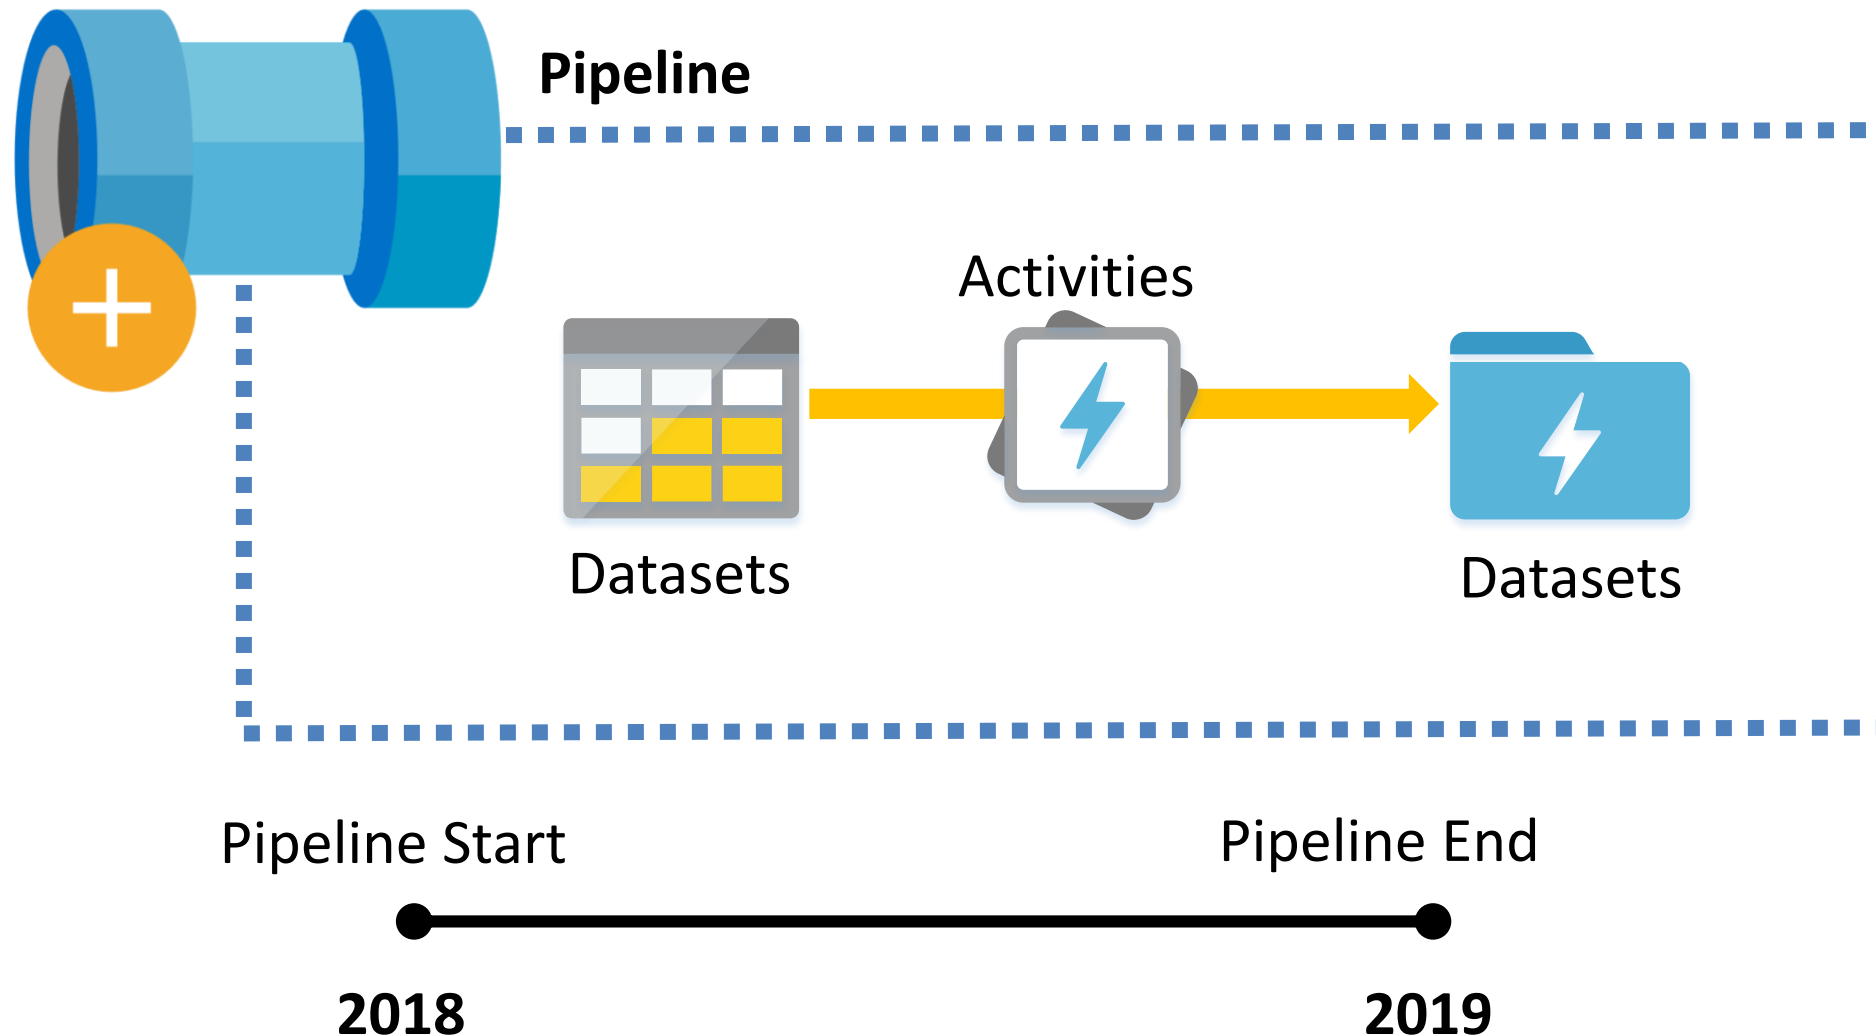 Pipeline
Activities
Datasets
Datasets
Pipeline Start
Pipeline End
2018
2019